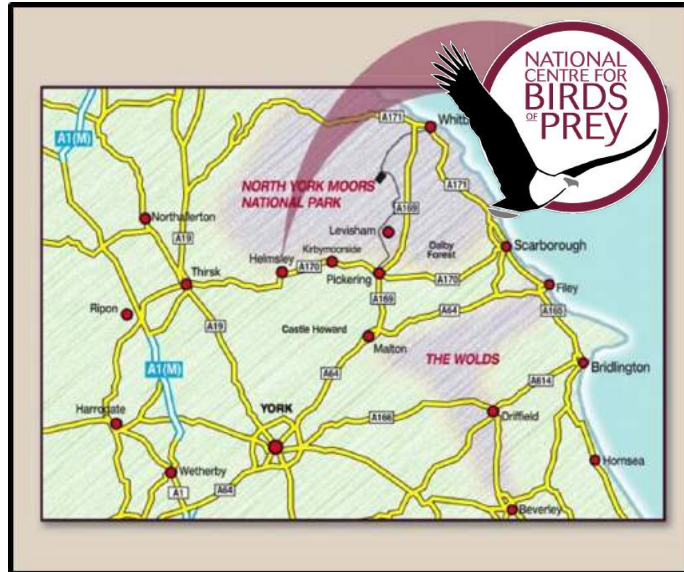 NATIONAL
CENTRE FOR
BIRDS
OF PREY
A1(M)
A171
Whitb
NORTH YORK MOORS
NATIONAL PARK
A171
A169
Northallerton
A19
Levisham
Dalby
Forest
Scarborough
Helmsley
A170
Kirbymoorside
Thirsk
Pickering
A170
Filey
Ripon
A169
A64
A165
A19
Castle Howard
Malton
THE WOLDS
A1(M)
A64
Bridlington
A614
Harrogate
YORK
A166
Driffield
Wetherby
Hornsea
A1
A64
Beverley